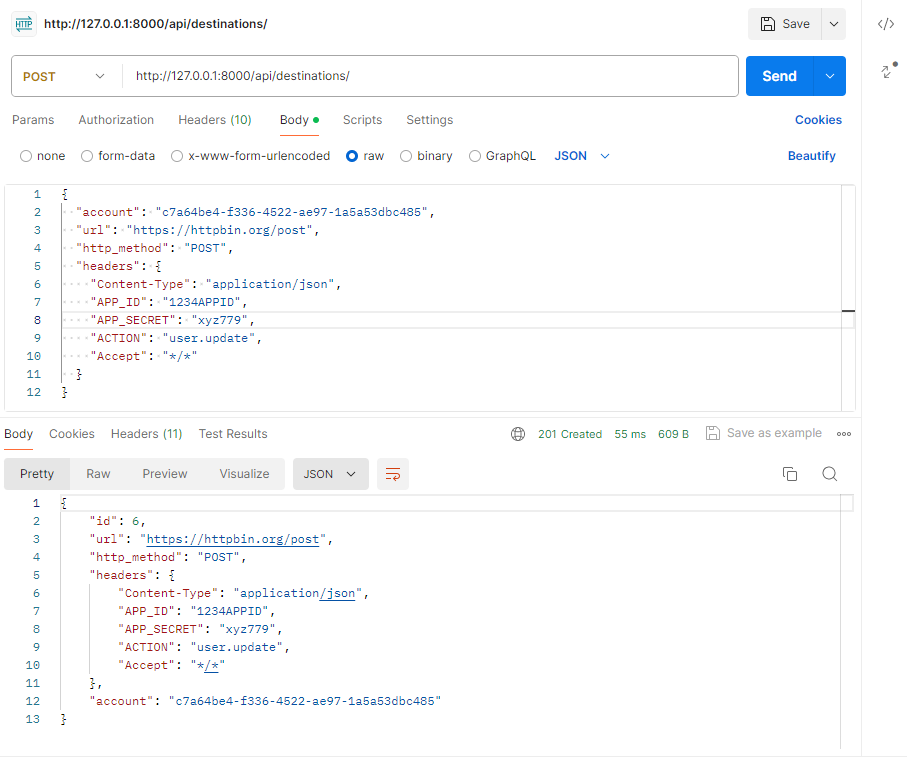 HTTP http://127.0.0.1:8000/api/destinations/ Save
POST http://127.0.0.1:8000/api/destinations/ Send
Params Authorization Headers (10) Body Scripts Settings Cookies
none form-data x-www-form-urlencoded raw binary GraphQL JSON Beautify
1 {
2 "account": "c7a64be4-f336-4522-ae97-1a5a53dbc485",
3 "url": "https://httpbin.org/post",
4 "http_method": "POST",
5 "headers": {
6 "Content-Type": "application/json",
7 "APP_ID": "1234APPID",
8 "APP_SECRET": "xyz779",
9 "ACTION": "user.update",
10 "Accept": "*/*"
11 }
12 }
Body Cookies Headers (11) Test Results 201 Created 55 ms 609 B Save as example
Pretty Raw Preview Visualize JSON
1 {
2 "id": 6,
3 "url": "https://httpbin.org/post",
4 "http_method": "POST",
5 "headers": {
6 "Content-Type": "application/json",
7 "APP_ID": "1234APPID",
8 "APP_SECRET": "xyz779",
9 "ACTION": "user.update",
10 "Accept": "*/*"
11 },
12 "account": "c7a64be4-f336-4522-ae97-1a5a53dbc485"
13 }